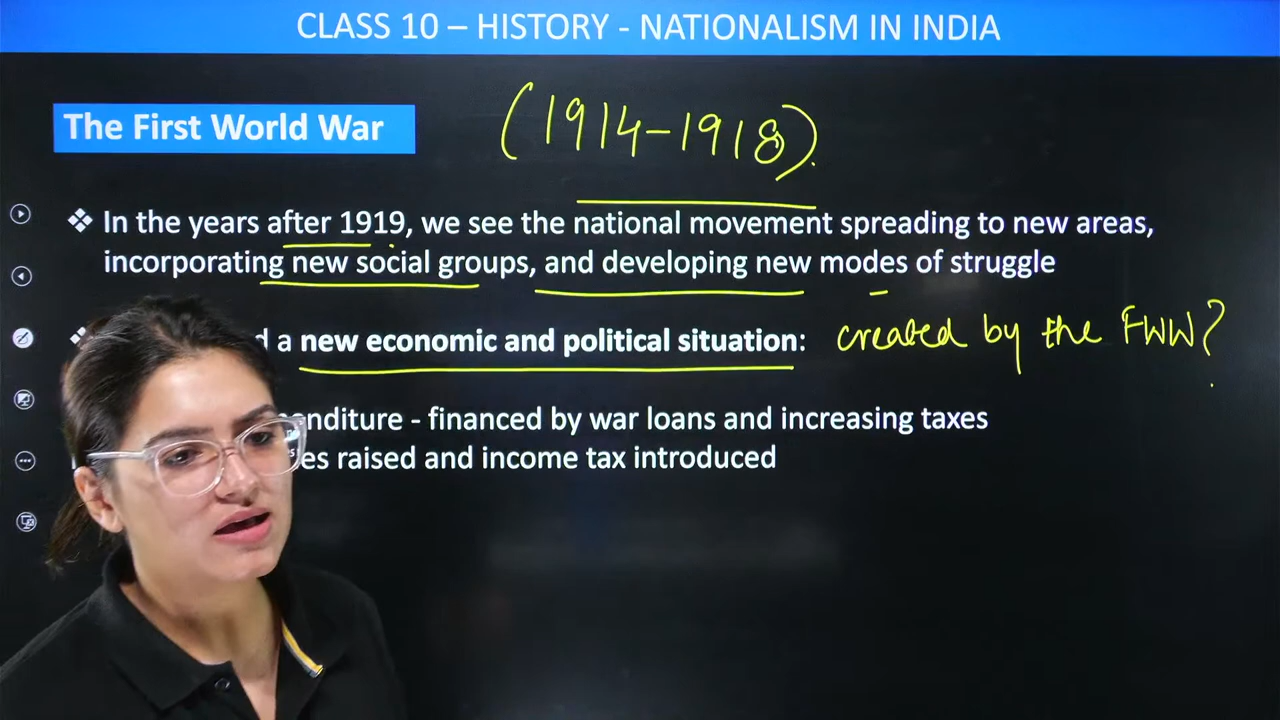 CLASS 10 – HISTORY - NATIONALISM IN INDIA
The First World War
(1914-1918).
❖ In the years after 1919, we see the national movement spreading to new areas,
incorporating new social groups, and developing new modes of struggle
❖ a new economic and political situation: created by the FWW?
- financed by war loans and increasing taxes
raised and income tax introduced